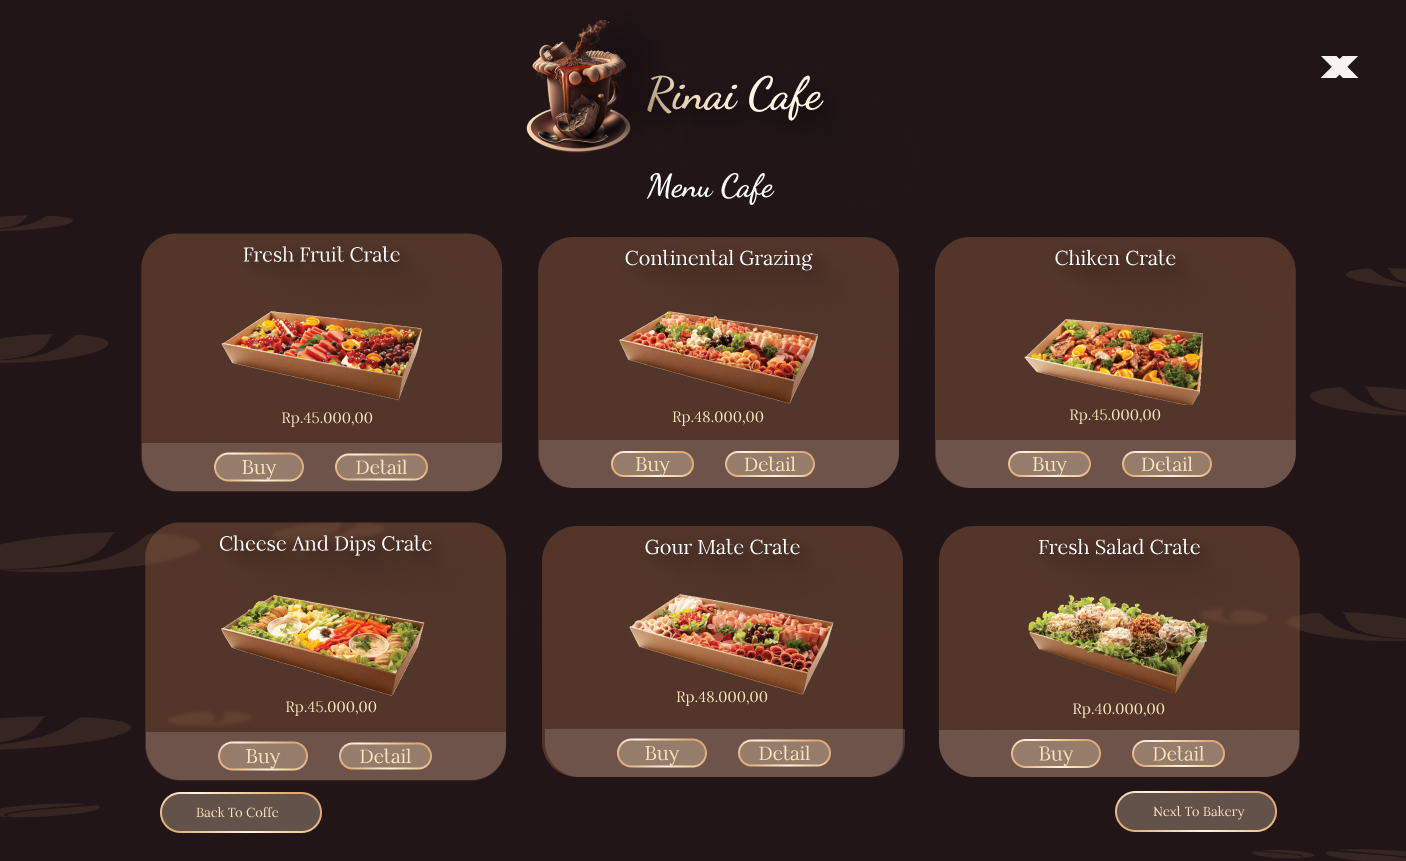 Rinai Cafe
Menu Cafe
Fresh Fruit Crate
Rp.45.000,00
Buy
Detail
Continental Grazing
Rp.48.000,00
Buy
Detail
Chiken Crate
Rp.45.000,00
Buy
Detail
Cheese And Dips Crate
Rp.45.000,00
Buy
Detail
Gour Mate Crate
Rp.48.000,00
Buy
Detail
Fresh Salad Crate
Rp.40.000,00
Buy
Detail
Back To Coffe
Next To Bakery